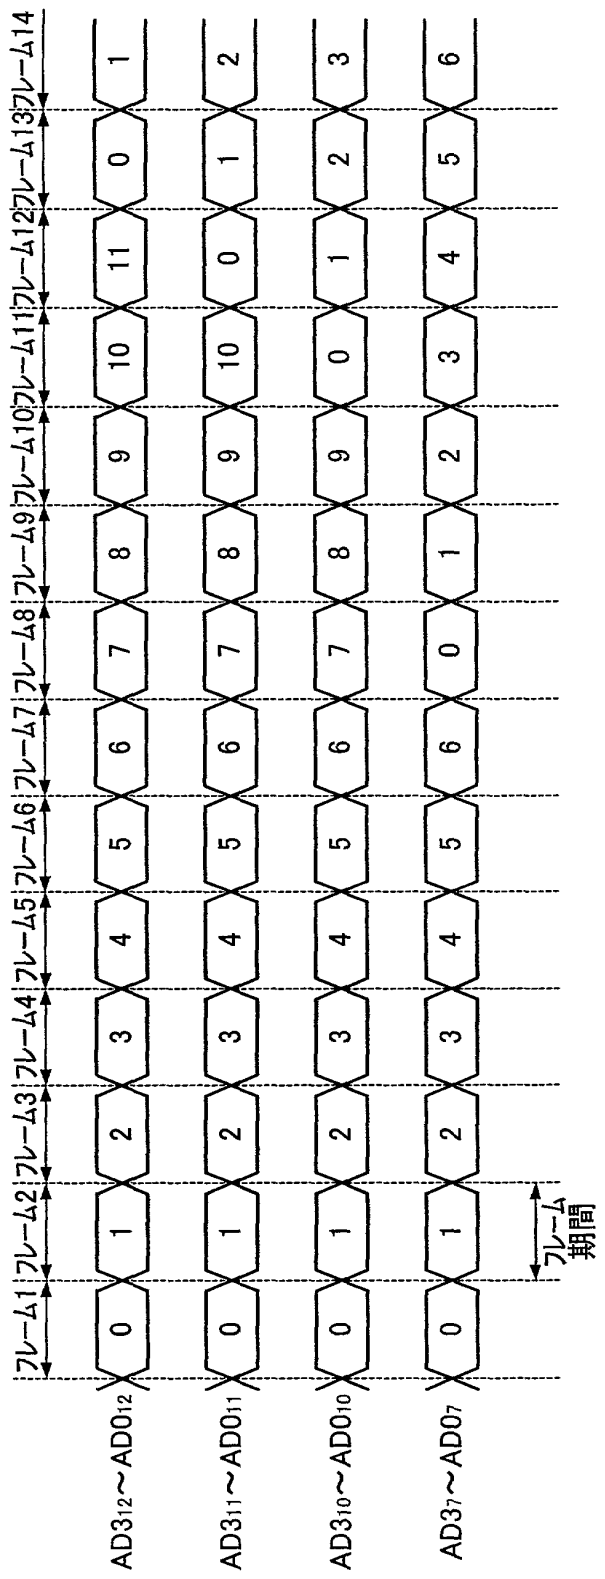 フレーム1 フレーム2 フレーム3 フレーム4 フレーム5 フレーム6 フレーム7 フレーム8 フレーム9 フレーム10 フレーム11 フレーム12 フレーム13 フレーム14
AD3₁₂～AD0₁₂ 0 1 2 3 4 5 6 7 8 9 10 11 0 1
AD3₁₁～AD0₁₁ 0 1 2 3 4 5 6 7 8 9 10 0 1 2
AD3₁₀～AD0₁₀ 0 1 2 3 4 5 6 7 8 9 0 1 2 3
AD3₇～AD0₇ 0 1 2 3 4 5 6 0 1 2 3 4 5 6
フレーム
期間